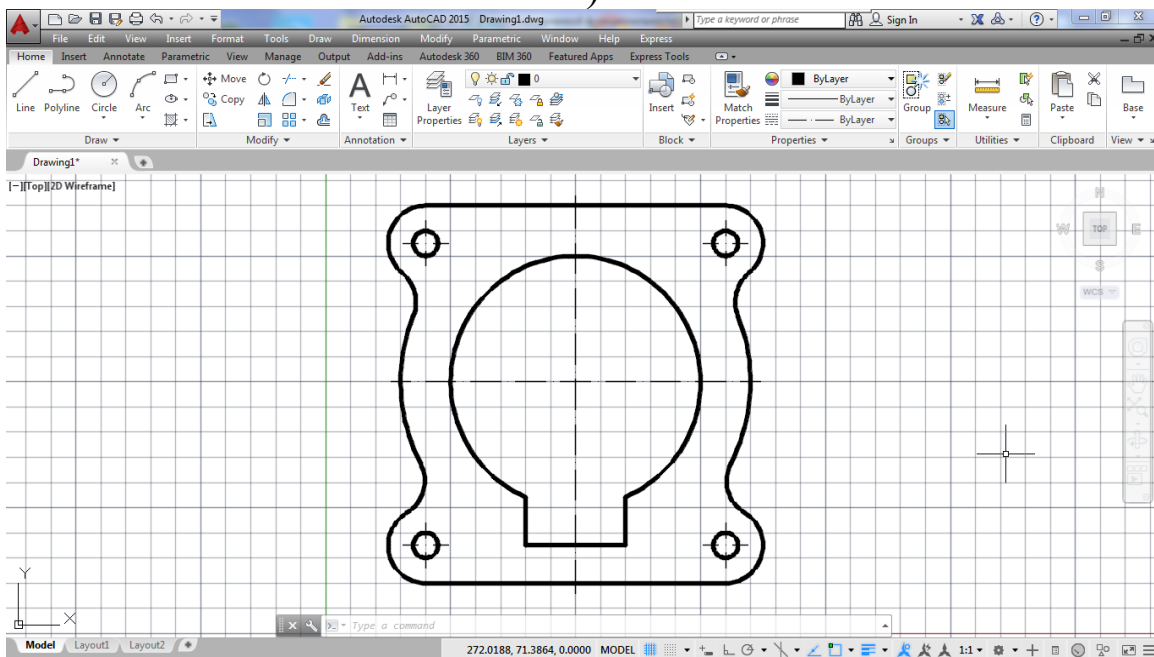 )
Autodesk AutoCAD 2015 Drawing1.dwg Type a keyword or phrase Sign In
File Edit View Insert Format Tools Draw Dimension Modify Parametric Window Help Express
Home Insert Annotate Parametric View Manage Output Add-ins Autodesk 360 BIM 360 Featured Apps Express Tools
Move 0 ByLayer
Copy ByLayer
Line Polyline Circle Arc Text Layer Insert Match Group Measure Paste Base
Properties Properties ByLayer
Draw Modify Annotation Layers Block Properties Groups Utilities Clipboard View
Drawing1*
[−][Top][2D Wireframe]
N
W TOP E
S
WCS
Y
X
Type a command
Model Layout1 Layout2 272.0188, 71.3864, 0.0000 MODEL 1:1